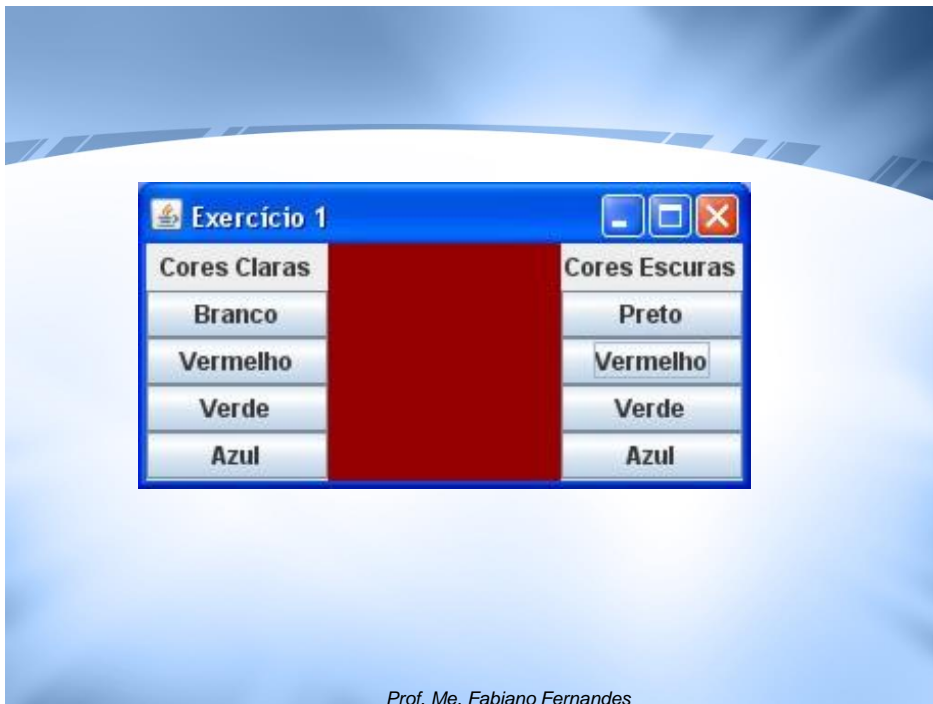 Exercício 1
Cores Claras
Branco
Vermelho
Verde
Azul
Cores Escuras
Preto
Vermelho
Verde
Azul
Prof. Me. Fabiano Fernandes